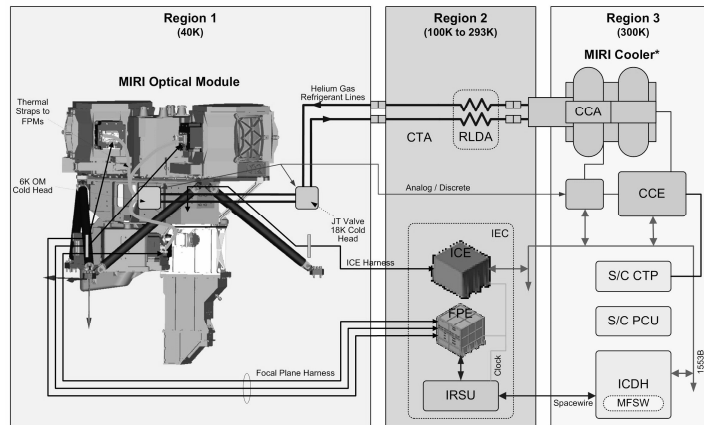 Region 1
(40K)
Region 2
(100K to 293K)
Region 3
(300K)
MIRI Optical Module
Thermal
Straps to
FPMs
6K OM
Cold Head
Helium Gas
Refrigerant Lines
JT Valve
18K Cold
Head
ICE Harness
Focal Plane Harness
CTA
RLDA
Analog / Discrete
IEC
ICE
FPE
Clock
IRSU
MIRI Cooler*
CCA
CCE
S/C CTP
S/C PCU
1553B
ICDH
MFSW
Spacewire